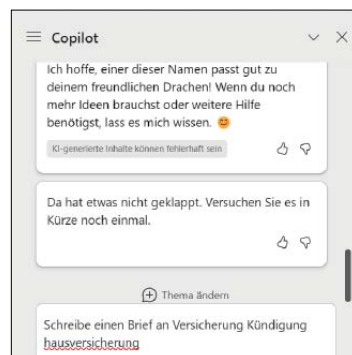 Copilot
Ich hoffe, einer dieser Namen passt gut zu
deinem freundlichen Drachen! Wenn du noch
mehr Ideen brauchst oder weitere Hilfe
benötigst, lass es mich wissen. 😊
KI-generierte Inhalte können fehlerhaft sein
Da hat etwas nicht geklappt. Versuchen Sie es in
Kürze noch einmal.
Thema ändern
Schreibe einen Brief an Versicherung Kündigung
hausversicherung